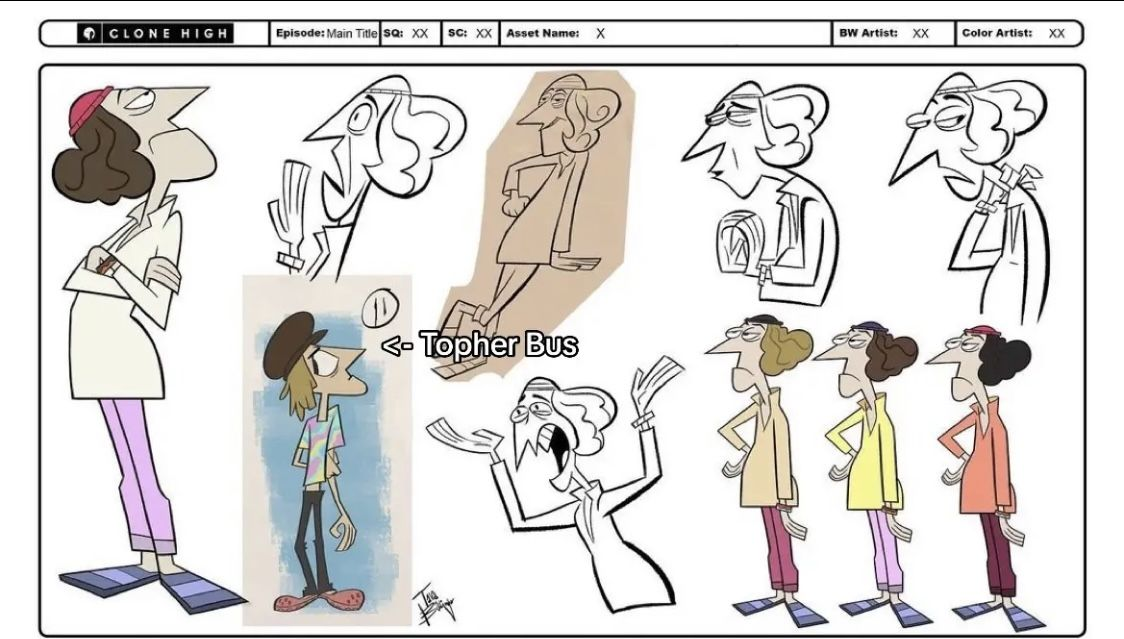 CLONE HIGH
Episode: Main Title SQ: XX SC: XX Asset Name: X BW Artist: XX Color Artist: XX
11
<- Topher Bus